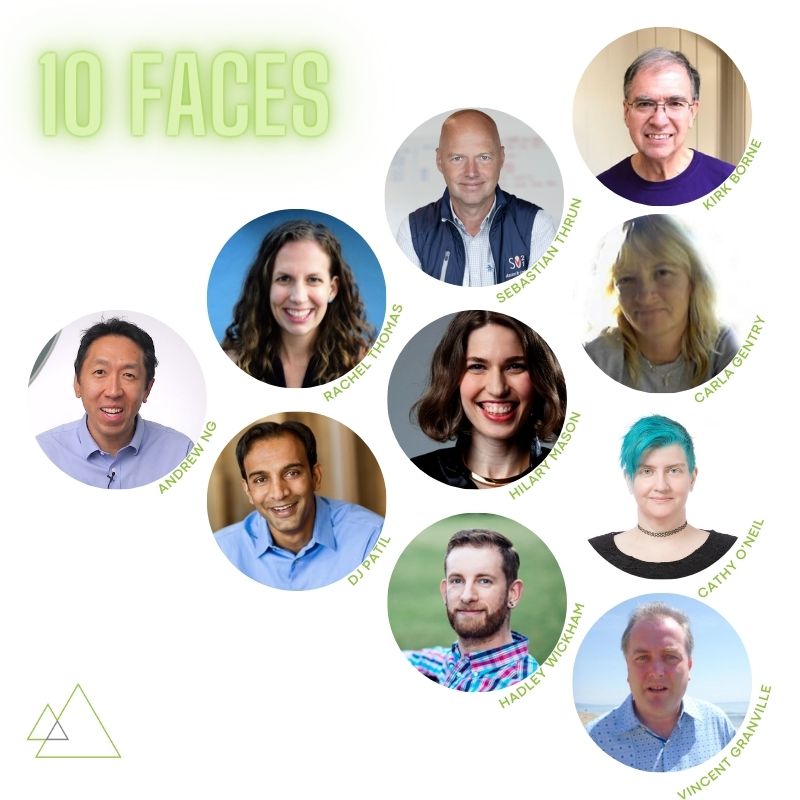 10 FACES
KIRK BORNE
SEBASTIAN THRUN
RACHEL THOMAS
CARLA GENTRY
ANDREW NG
HILARY MASON
DJ PATIL
CATHY O'NEIL
HADLEY WICKHAM
VINCENT GRANVILLE